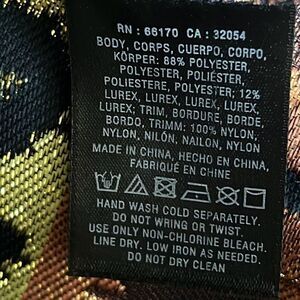 RN : 66170 CA : 32054
BODY, CORPS, CUERPO, CORPO,
KÖRPER: 88% POLYESTER,
POLYESTER, POLIÉSTER,
POLIESTERE, POLYESTER; 12%
LUREX, LUREX, LUREX, LUREX,
LUREX; TRIM, BORDURE, BORDE,
BORDO, TRIMM: 100% NYLON,
NYLON, NILÓN, NAILON, NYLON
MADE IN CHINA, HECHO EN CHINA,
FABRIQUÉ EN CHINE
HAND WASH COLD SEPARATELY.
DO NOT WRING OR TWIST.
USE ONLY NON-CHLORINE BLEACH.
LINE DRY. LOW IRON AS NEEDED.
DO NOT DRY CLEAN